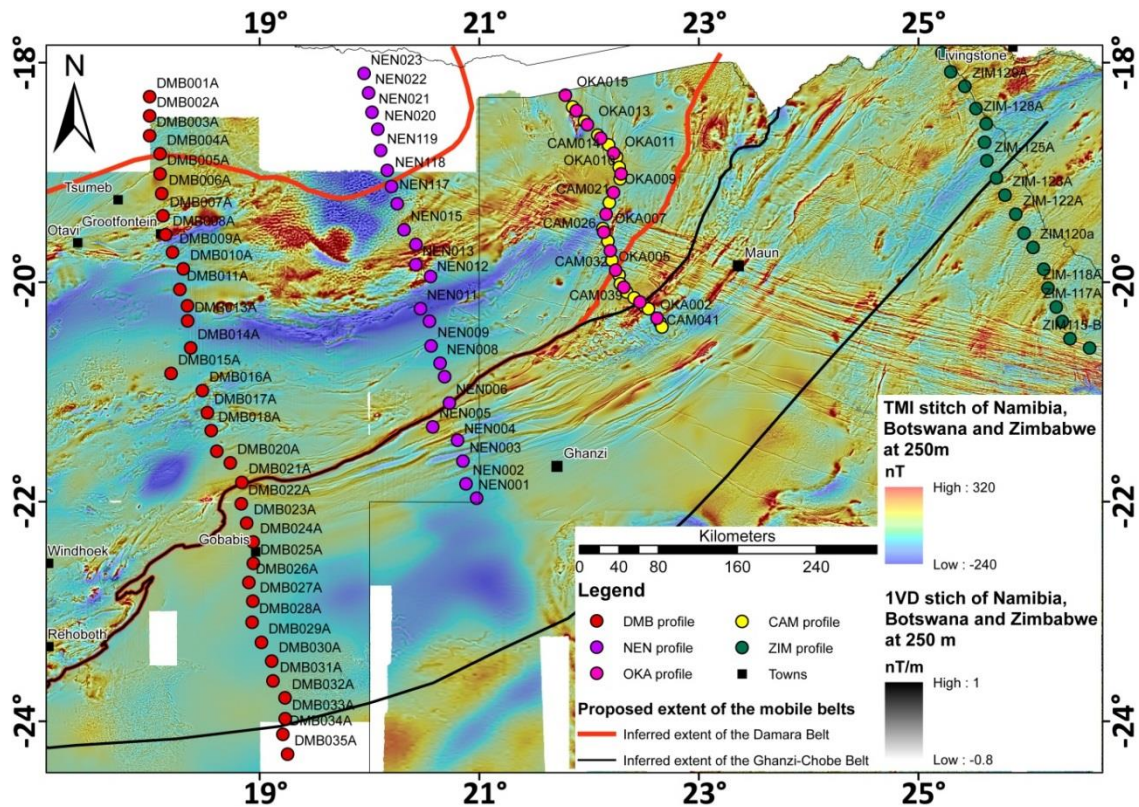 19°
21°
23°
25°
-18°
-20°
-22°
-24°
-18°
-20°
-22°
-24°
19°
21°
23°
25°
N
DMB001A
DMB002A
DMB003A
DMB004A
DMB005A
DMB006A
DMB007A
DMB008A
DMB009A
DMB010A
DMB011A
DMG013A
DMB014A
DMB015A
DMB016A
DMB017A
DMB018A
DMB020A
DMB021A
DMB022A
DMB023A
DMB024A
DMB025A
DMB026A
DMB027A
DMB028A
DMB029A
DMB030A
DMB031A
DMB032A
DMB033A
DMB034A
DMB035A
Tsumeb
Grootfontein
Otavi
Windhoek
Gobabis
Rehoboth
NEN023
NEN022
NEN021
NEN020
NEN119
NEN118
NEN117
NEN015
NEN013
NEN012
NEN011
NEN009
NEN008
NEN006
NEN005
NEN004
NEN003
NEN002
NEN001
Ghanzi
OKA015
OKA013
CAM014
OKA011
OKA010
OKA009
CAM021
OKA007
CAM026
OKA005
CAM032
CAM039
OKA002
CAM041
Maun
Livingstone
ZIM129A
ZIM-128A
ZIM-125A
ZIM-123A
ZIM-122A
ZIM120a
ZIM-118A
ZIM-117A
ZIM115-B
Kilometers
0 20 40 60 80 120 160 200 240
Legend
DMB profile
NEN profile
OKA profile
CAM profile
ZIM profile
Towns
Proposed extent of the mobile belts
Inferred extent of the Damara Belt
Inferred extent of the Ghanzi-Chobe Belt
TMI stitch of Namibia,
Botswana and Zimbabwe
at 250m
nT
High : 320
Low : -240
1VD stich of Namibia,
Botswana and Zimbabwe
at 250 m
nT/m
High : 1
Low : -0.8